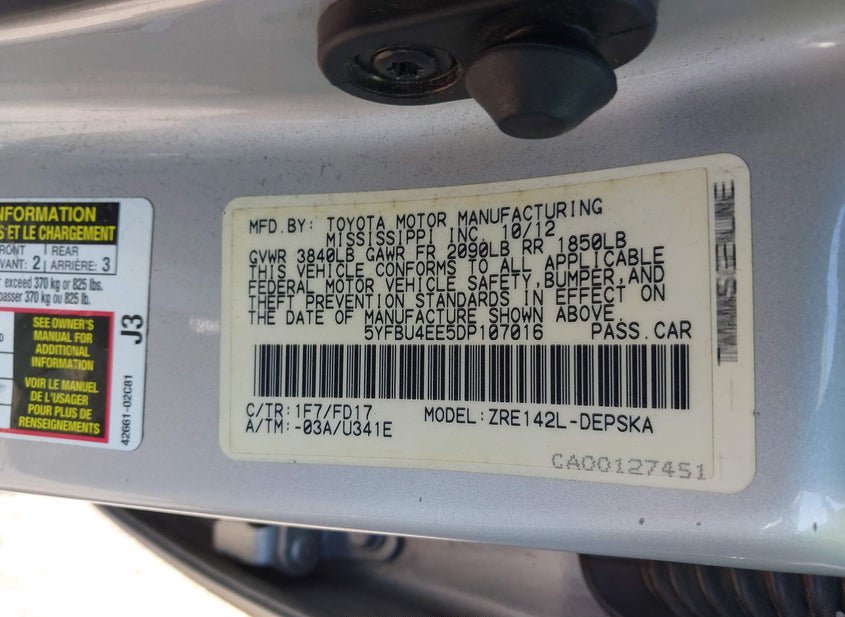 INFORMATION
S ET LE CHARGEMENT
FRONT REAR
AVANT: 2 ARRIÈRE: 3
exceed 370 kg or 825 lbs.
passer 370 kg ou 825 lb.
SEE OWNER'S
MANUAL FOR
ADDITIONAL
INFORMATION
VOIR LE MANUEL
DE L'USAGER
POUR PLUS DE
RENSEIGNEMENTS
J3
42661-02C81
MFD.BY: TOYOTA MOTOR MANUFACTURING
MISSISSIPPI INC. 10/12
GVWR 3840LB GAWR FR 2090LB RR 1850LB
THIS VEHICLE CONFORMS TO ALL APPLICABLE
FEDERAL MOTOR VEHICLE SAFETY,BUMPER,AND
THEFT PREVENTION STANDARDS IN EFFECT ON
THE DATE OF MANUFACTURE SHOWN ABOVE.
5YFBU4EE5DP107016 PASS.CAR
C/TR:1F7/FD17 MODEL:ZRE142L-DEPSKA
A/TM:-03A/U341E
CA00127451